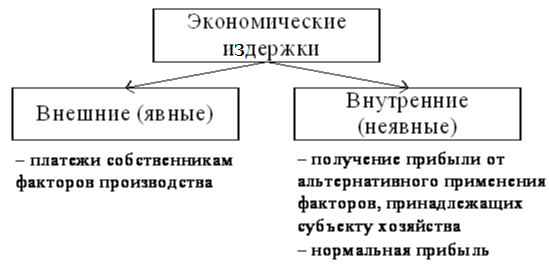 Экономические
издержки
Внешние (явные)
– платежи собственникам
факторов производства
Внутренние
(неявные)
– получение прибыли от
альтернативного применения
факторов, принадлежащих
субъекту хозяйства
– нормальная прибыль